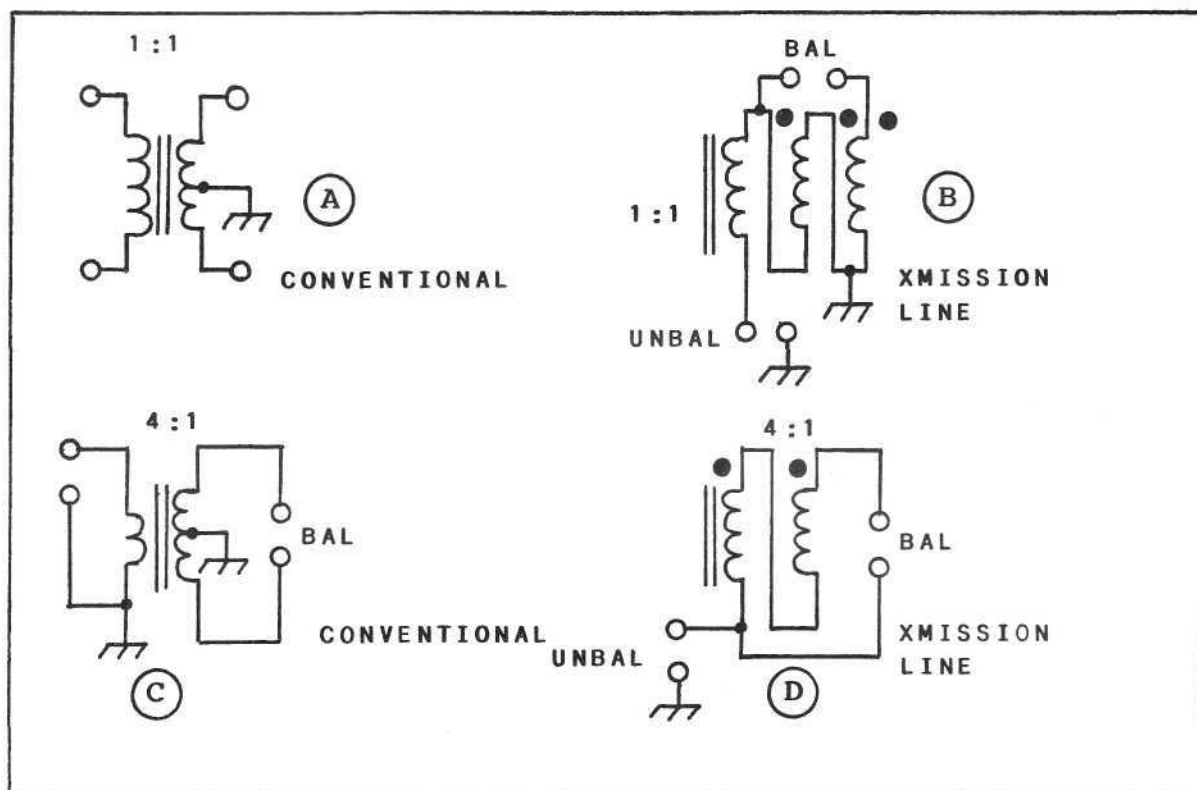 1:1
A
CONVENTIONAL
BAL
1:1
B
XMISSION
LINE
UNBAL
4:1
BAL
CONVENTIONAL
C
4:1
BAL
UNBAL
XMISSION
LINE
D